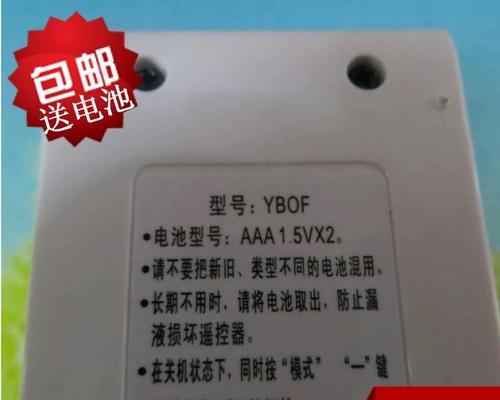 包邮
送电池
型号: YBOF
•电池型号: AAA 1.5VX2。
•请不要把新旧、类型不同的电池混用。
•长期不用时, 请将电池取出, 防止漏
液损坏遥控器。
•在关机状态下, 同时按“模式” “一”键